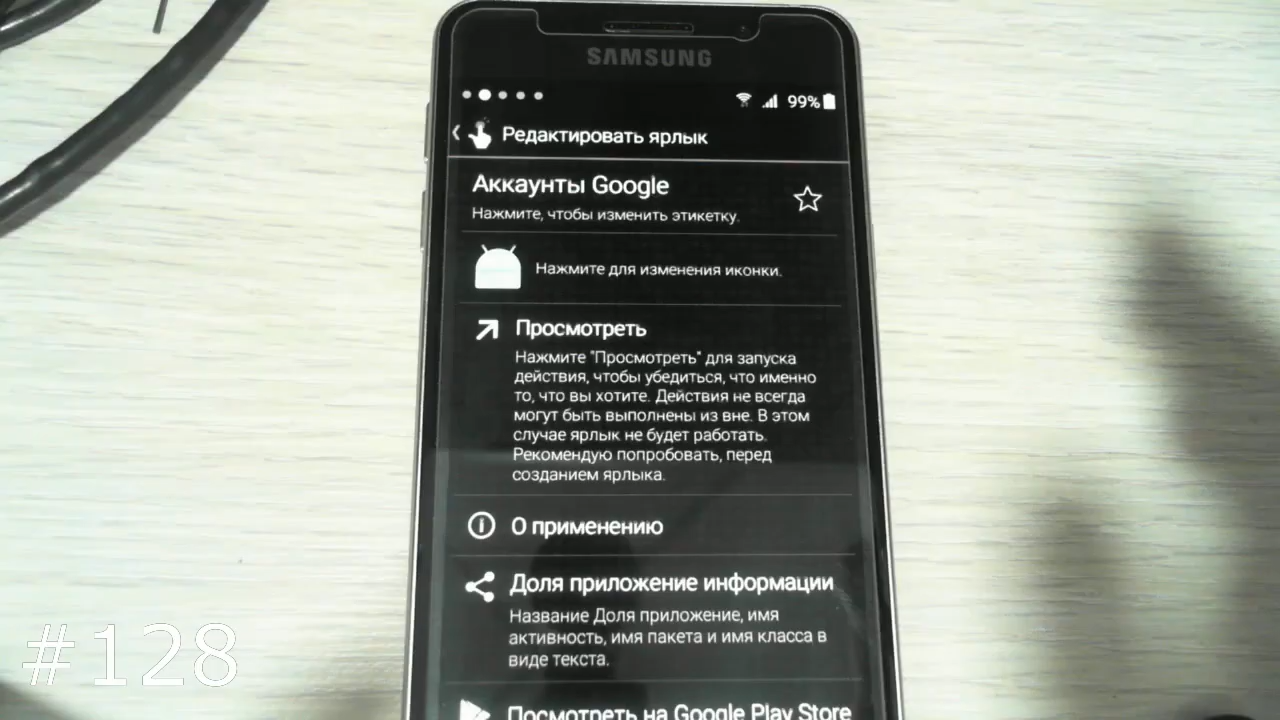 SAMSUNG
99%
Редактировать ярлык
Аккаунты Google
Нажмите, чтобы изменить этикетку.
Нажмите для изменения иконки.
Просмотреть
Нажмите "Просмотреть" для запуска
действия, чтобы убедиться, что именно
то, что вы хотите. Действия не всегда
могут быть выполнены из вне. В этом
случае ярлык не будет работать.
Рекомендую попробовать, перед
созданием ярлыка.
О применению
Доля приложение информации
Название Доля приложение, имя
активность, имя пакета и имя класса в
виде текста.
Посмотреть на Google Play Store
#128